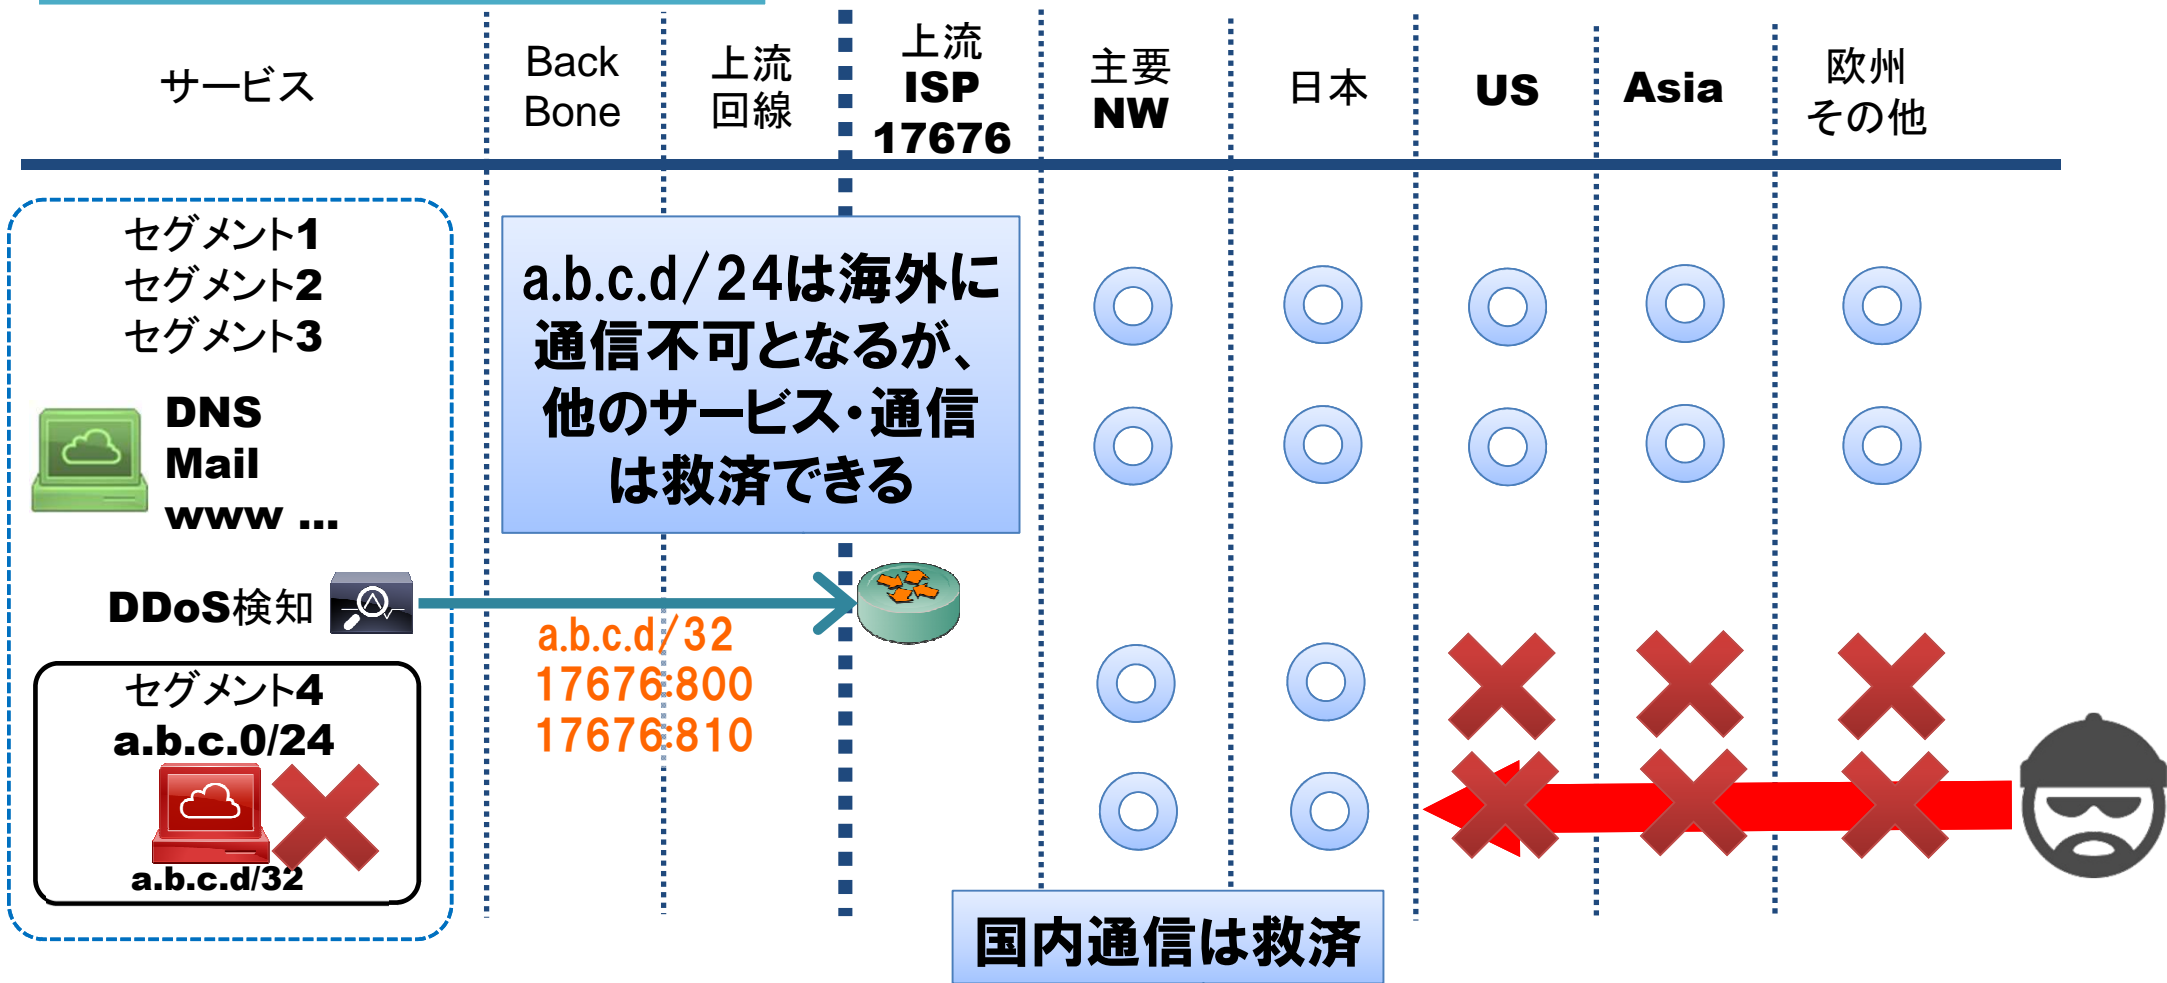 サービス
Back
Bone
上流
回線
上流
ISP
17676
主要
NW
日本
US
Asia
欧州
その他
セグメント1
セグメント2
セグメント3
DNS
Mail
www ...
a.b.c.d/24は海外に
通信不可となるが、
他のサービス・通信
は救済できる
DDoS検知
a.b.c.d/32
17676:800
17676:810
セグメント4
a.b.c.0/24
a.b.c.d/32
国内通信は救済